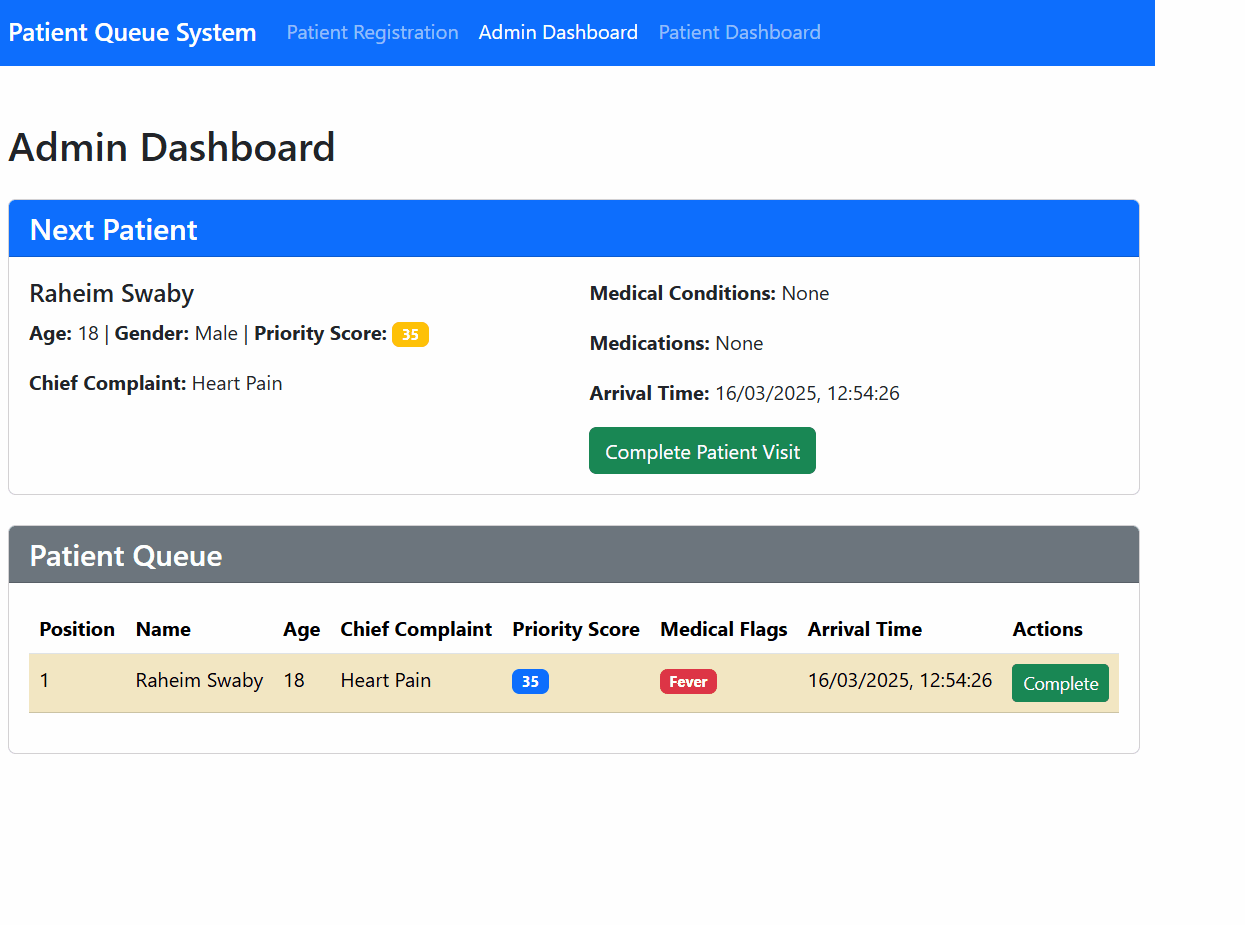 Patient Queue System Patient Registration Admin Dashboard Patient Dashboard
Admin Dashboard
Next Patient
Raheim Swaby
Age: 18 | Gender: Male | Priority Score: 35
Chief Complaint: Heart Pain
Medical Conditions: None
Medications: None
Arrival Time: 16/03/2025, 12:54:26
Complete Patient Visit
Patient Queue
Position Name Age Chief Complaint Priority Score Medical Flags Arrival Time Actions
1 Raheim Swaby 18 Heart Pain 35 Fever 16/03/2025, 12:54:26 Complete